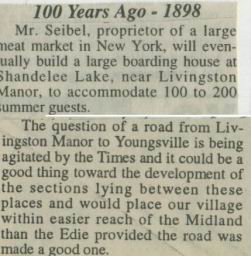 100 Years Ago - 1898
Mr. Seibel, proprietor of a large
meat market in New York, will even-
ually build a large boarding house at
Shandelee Lake, near Livingston
Manor, to accommodate 100 to 200
summer guests.
The question of a road from Liv-
ingston Manor to Youngsville is being
agitated by the Times and it could be a
good thing toward the development of
the sections lying between these
places and would place our village
within easier reach of the Midland
than the Edie provided the road was
made a good one.